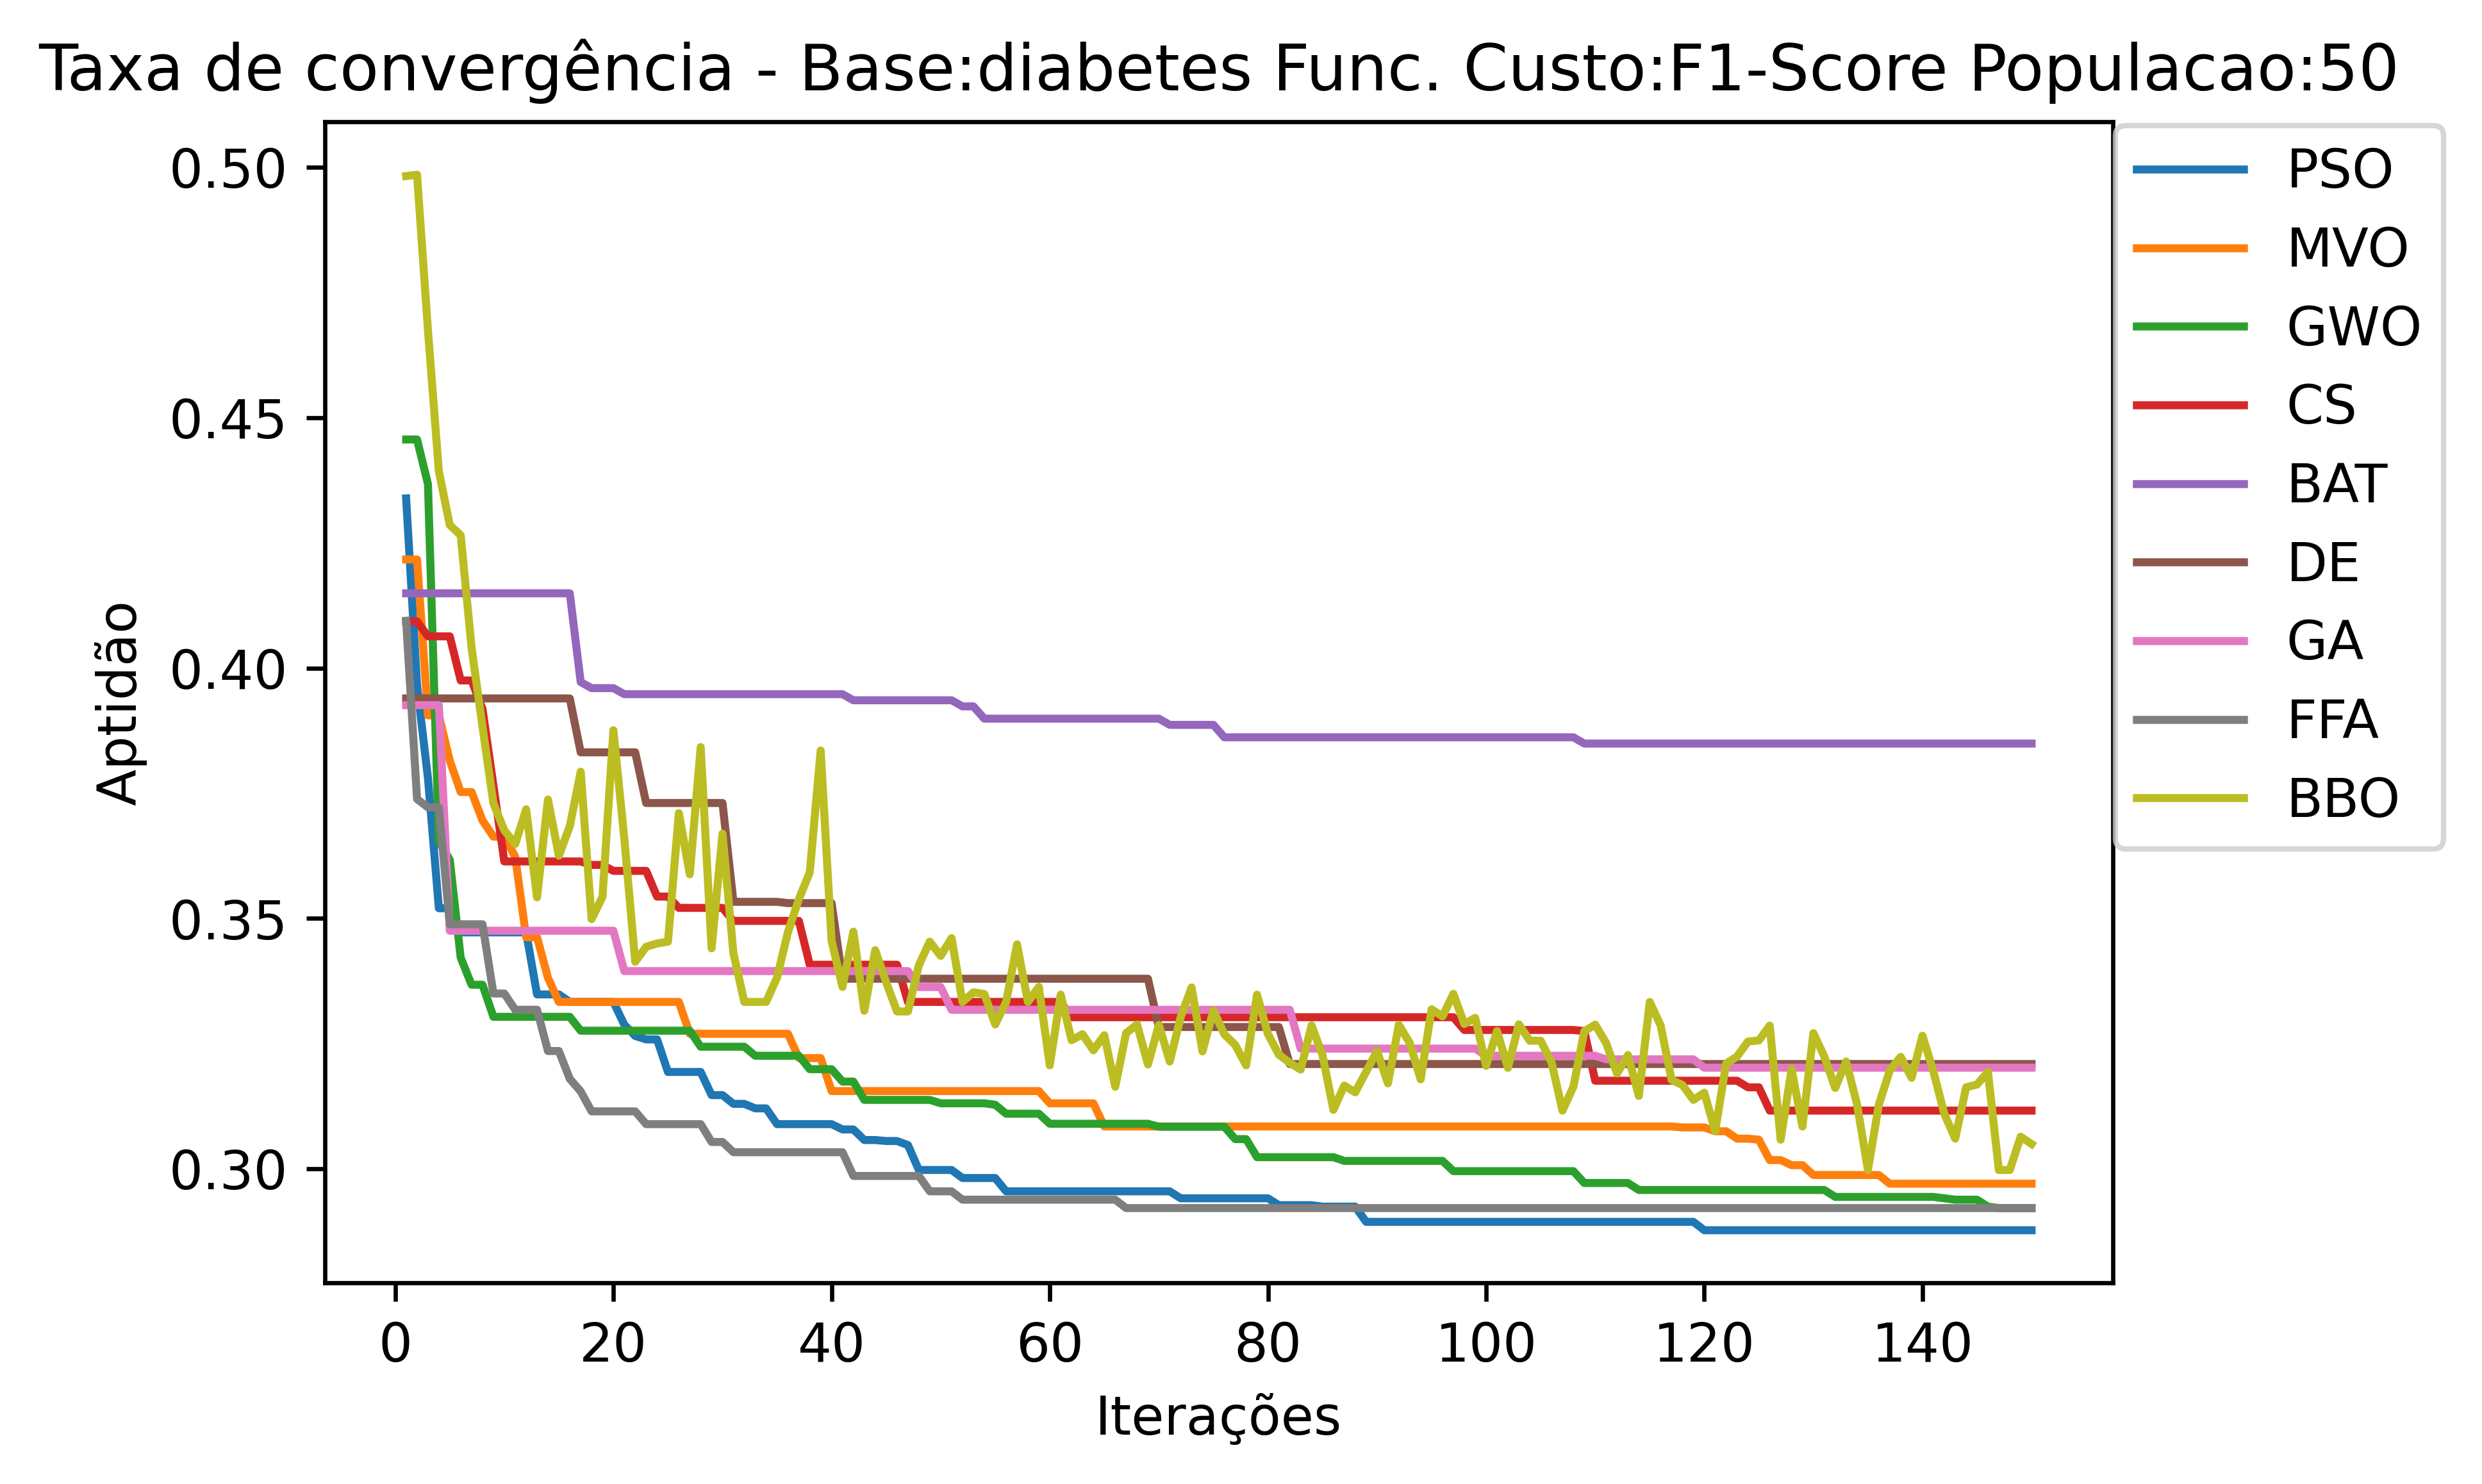 Taxa de convergência - Base:diabetes Func. Custo:F1-Score Populacao:50
0.50
0.45
0.40
0.35
0.30
Aptidão
0 20 40 60 80 100 120 140
Iterações
PSO
MVO
GWO
CS
BAT
DE
GA
FFA
BBO